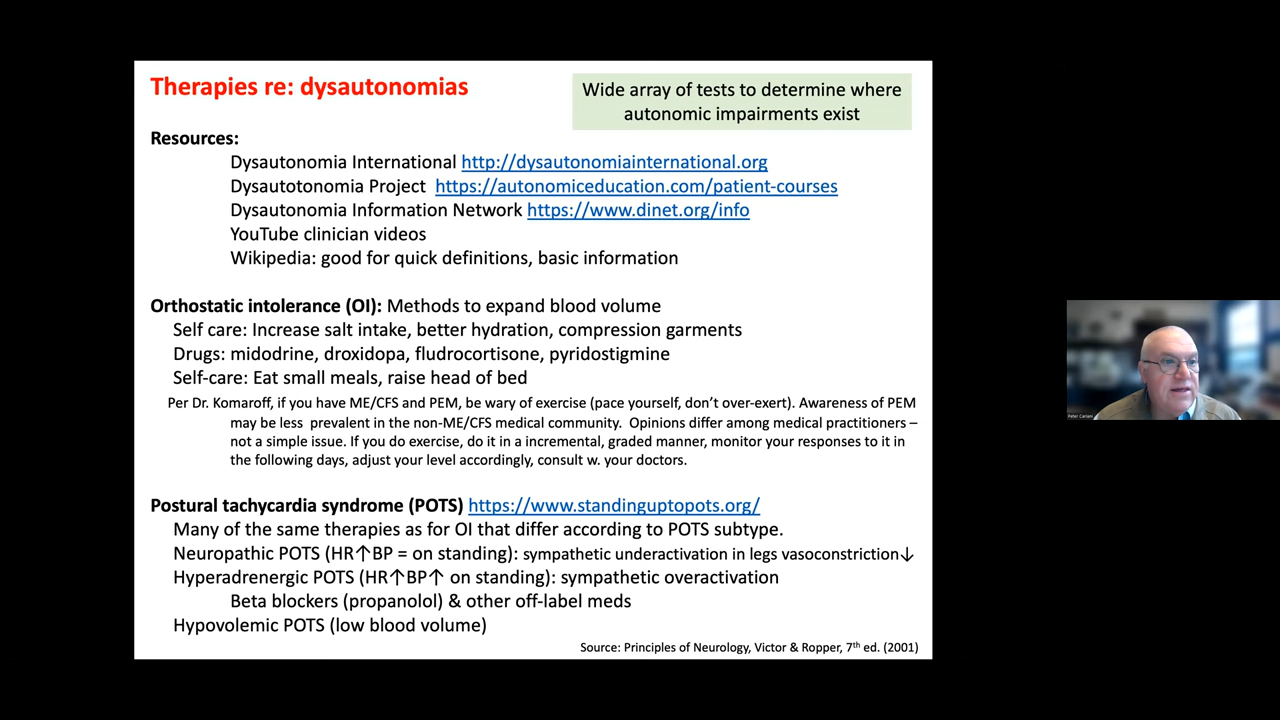 Therapies re: dysautonomias
Wide array of tests to determine where
autonomic impairments exist
Resources:
Dysautonomia International http://dysautonomiainternational.org
Dysautotonomia Project https://autonomiceducation.com/patient-courses
Dysautonomia Information Network https://www.dinet.org/info
YouTube clinician videos
Wikipedia: good for quick definitions, basic information
Orthostatic intolerance (OI): Methods to expand blood volume
Self care: Increase salt intake, better hydration, compression garments
Drugs: midodrine, droxidopa, fludrocortisone, pyridostigmine
Self-care: Eat small meals, raise head of bed
Per Dr. Komaroff, if you have ME/CFS and PEM, be wary of exercise (pace yourself, don’t over-exert). Awareness of PEM
may be less prevalent in the non-ME/CFS medical community. Opinions differ among medical practitioners –
not a simple issue. If you do exercise, do it in a incremental, graded manner, monitor your responses to it in
the following days, adjust your level accordingly, consult w. your doctors.
Postural tachycardia syndrome (POTS) https://www.standinguptopots.org/
Many of the same therapies as for OI that differ according to POTS subtype.
Neuropathic POTS (HR↑BP = on standing): sympathetic underactivation in legs vasoconstriction↓
Hyperadrenergic POTS (HR↑BP↑ on standing): sympathetic overactivation
Beta blockers (propanolol) & other off-label meds
Hypovolemic POTS (low blood volume)
Source: Principles of Neurology, Victor & Ropper, 7th ed. (2001)
Peter Cariani